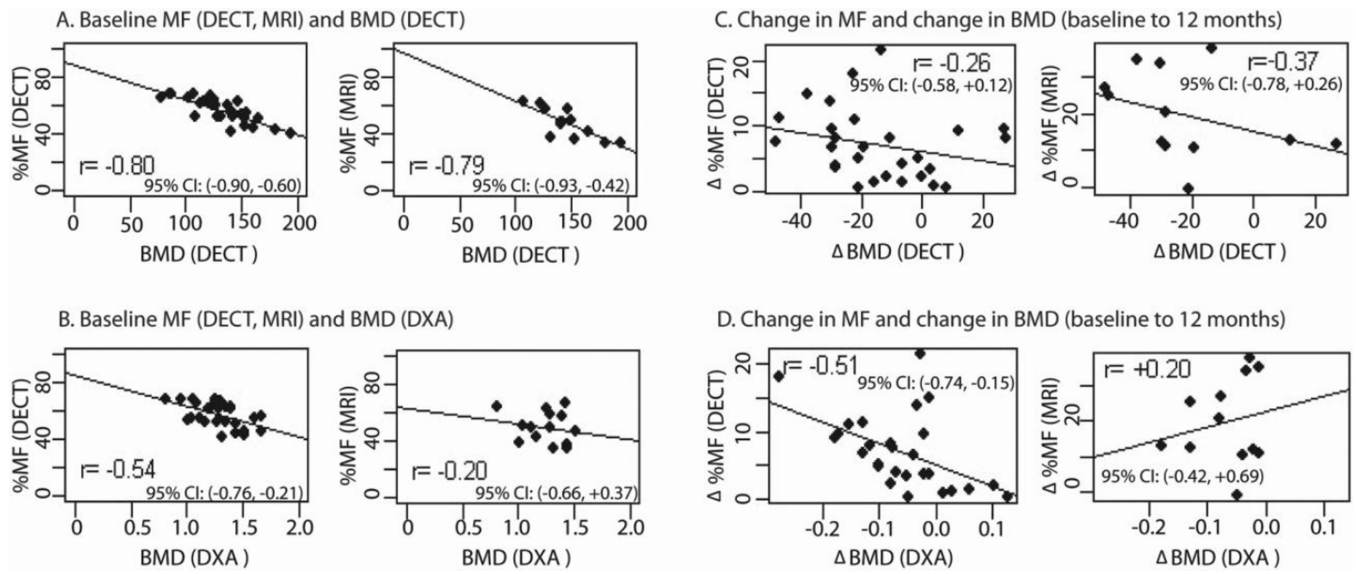 A. Baseline MF (DECT, MRI) and BMD (DECT)
%MF (DECT)
80
40
0
r= -0.80
95% CI: (-0.90, -0.60)
0 50 100 150 200
BMD (DECT )
%MF (MRI)
80
40
0
r= -0.79
95% CI: (-0.93, -0.42)
0 50 100 150 200
BMD (DECT )
C. Change in MF and change in BMD (baseline to 12 months)
Δ %MF (DECT)
20
10
0
r= -0.26
95% CI: (-0.58, +0.12)
-40 -20 0 20
Δ BMD (DECT )
Δ %MF (MRI)
20
0
r=-0.37
95% CI: (-0.78, +0.26)
-40 -20 0 20
Δ BMD (DECT )
B. Baseline MF (DECT, MRI) and BMD (DXA)
%MF (DECT)
80
40
0
r= -0.54
95% CI: (-0.76, -0.21)
0 0.5 1.0 1.5 2.0
BMD (DXA )
%MF (MRI)
80
40
0
r= -0.20
95% CI: (-0.66, +0.37)
0 0.5 1.0 1.5 2.0
BMD (DXA )
D. Change in MF and change in BMD (baseline to 12 months)
Δ %MF (DECT)
20
10
0
r= -0.51
95% CI: (-0.74, -0.15)
-0.2 -0.1 0.0 0.1
Δ BMD (DXA)
Δ %MF (MRI)
20
0
r= +0.20
95% CI: (-0.42, +0.69)
-0.2 -0.1 0.0 0.1
Δ BMD (DXA )